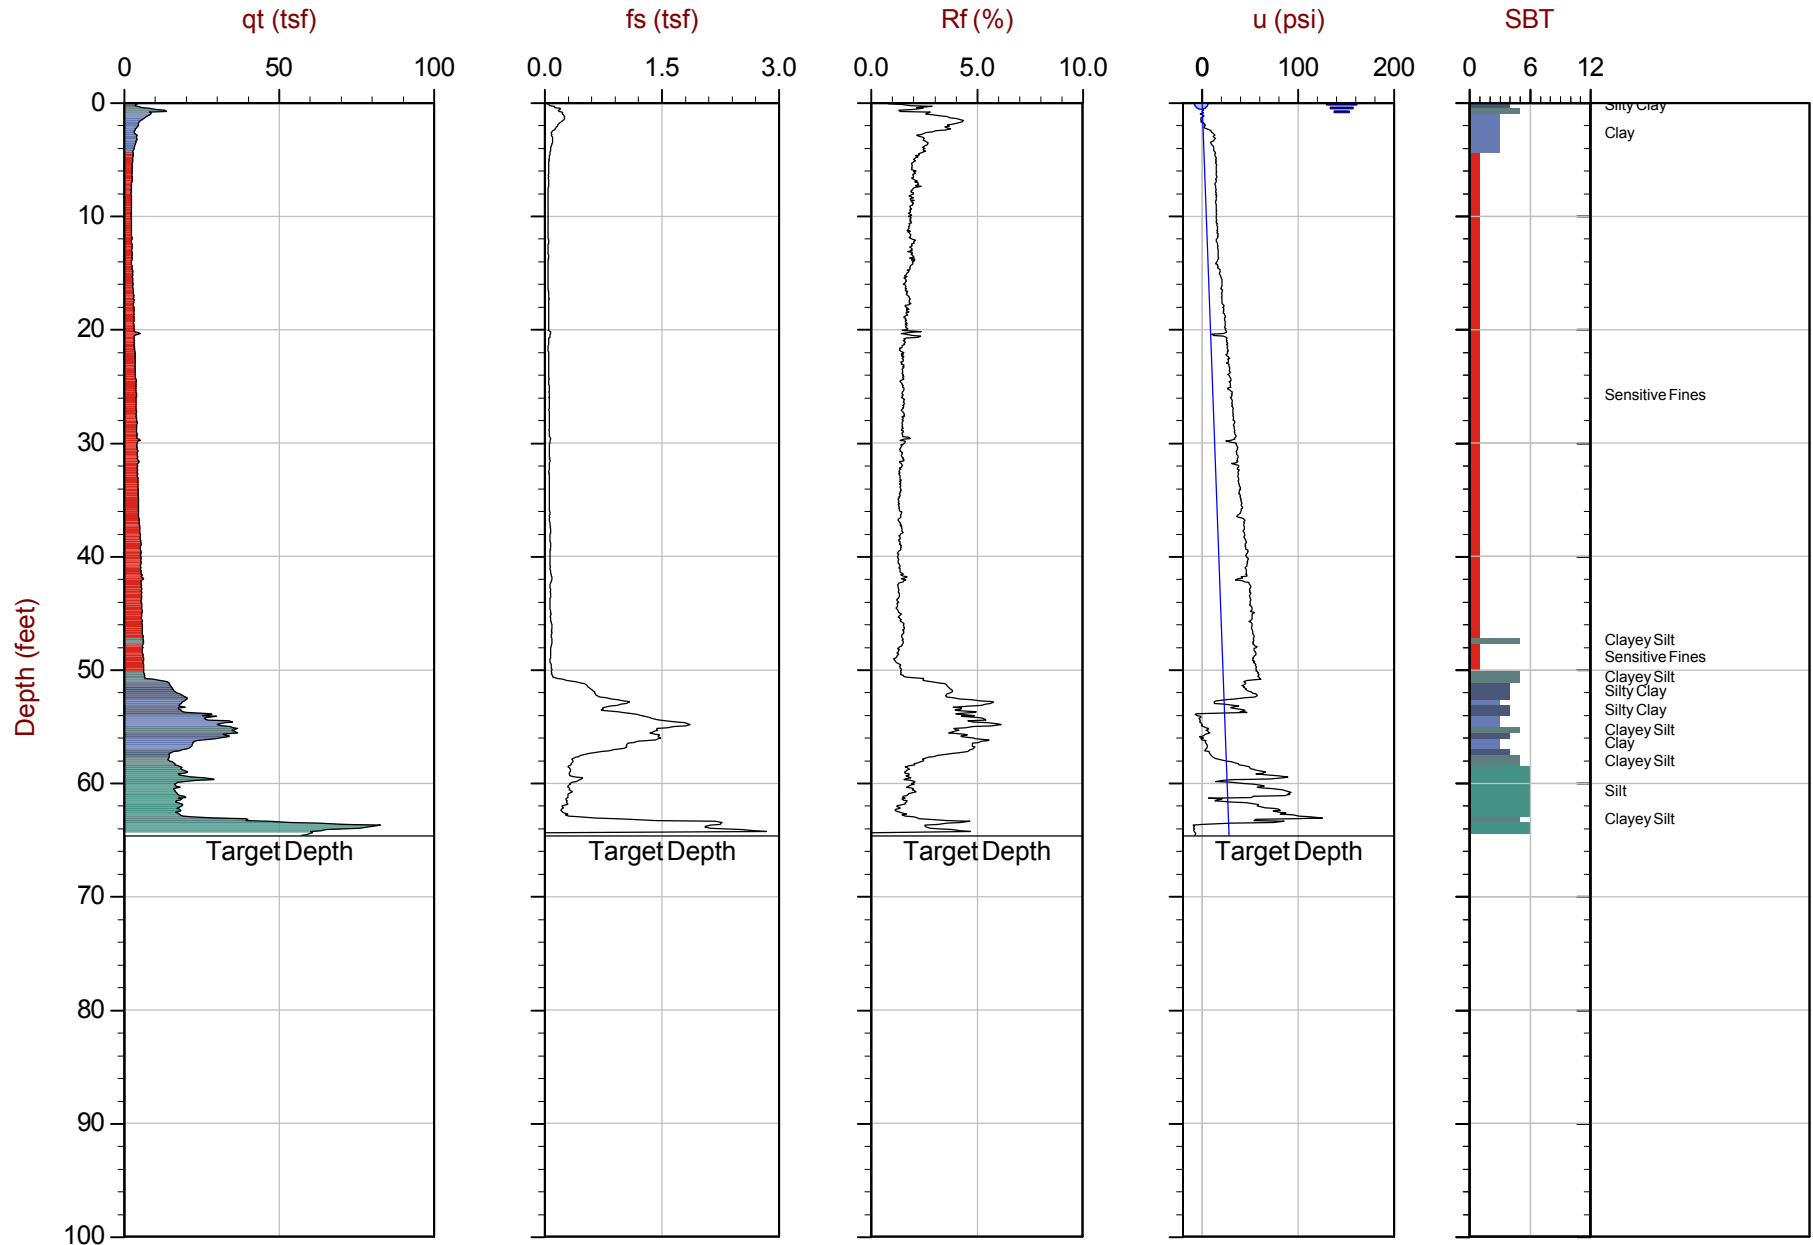 qt (tsf) fs (tsf) Rf (%) u (psi) SBT
0 50 100 0.0 1.5 3.0 0.0 5.0 10.0 0 100 200 0 6 12
0
Silty Clay
Clay
10
20
Sensitive Fines
30
40
Depth (feet)
Clayey Silt
Sensitive Fines
50
Clayey Silt
Silty Clay
Silty Clay
Clayey Silt
Clay
Clayey Silt
60
Silt
Clayey Silt
Target Depth Target Depth Target Depth Target Depth
70
80
90
100